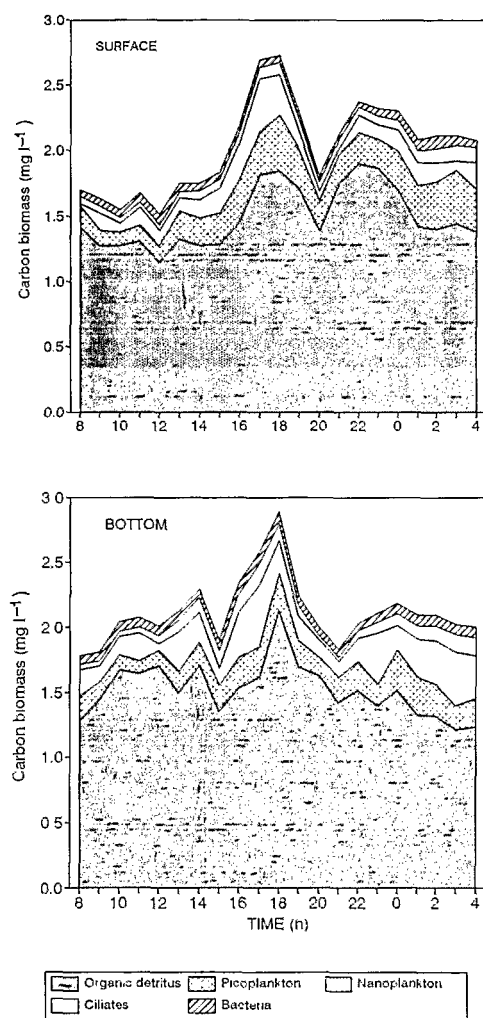 SURFACE
Carbon biomass (mg l−1)
3.0
2.5
2.0
1.5
1.0
0.5
0.0
8 10 12 14 16 18 20 22 0 2 4
BOTTOM
Carbon biomass (mg l−1)
3.0
2.5
2.0
1.5
1.0
0.5
0.0
8 10 12 14 16 18 20 22 0 2 4
TIME (h)
Organic detritus Picoplankton Nanoplankton
Ciliates Bacteria